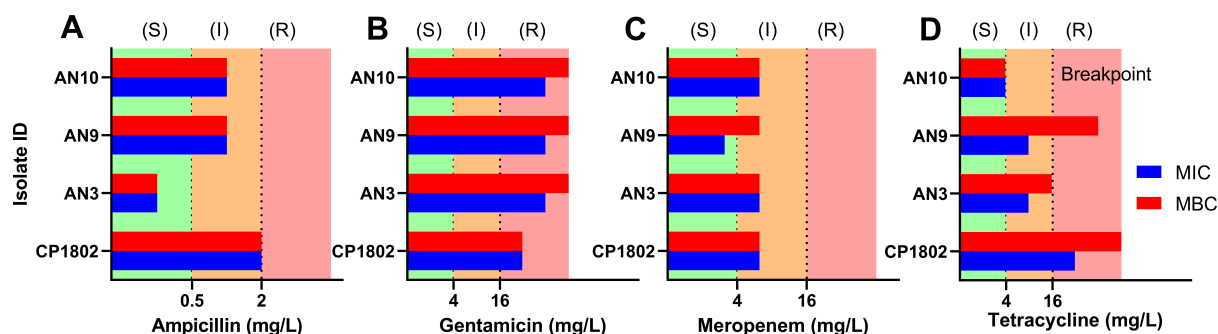 A (S) (I) (R)
B (S) (I) (R)
C (S) (I) (R)
D (S) (I) (R)
Isolate ID
AN10
AN9
AN3
CP1802
0.5 2
Ampicillin (mg/L)
AN10
AN9
AN3
CP1802
4 16
Gentamicin (mg/L)
AN10
AN9
AN3
CP1802
4 16
Meropenem (mg/L)
AN10
AN9
AN3
CP1802
4 16
Tetracycline (mg/L)
Breakpoint
MIC
MBC